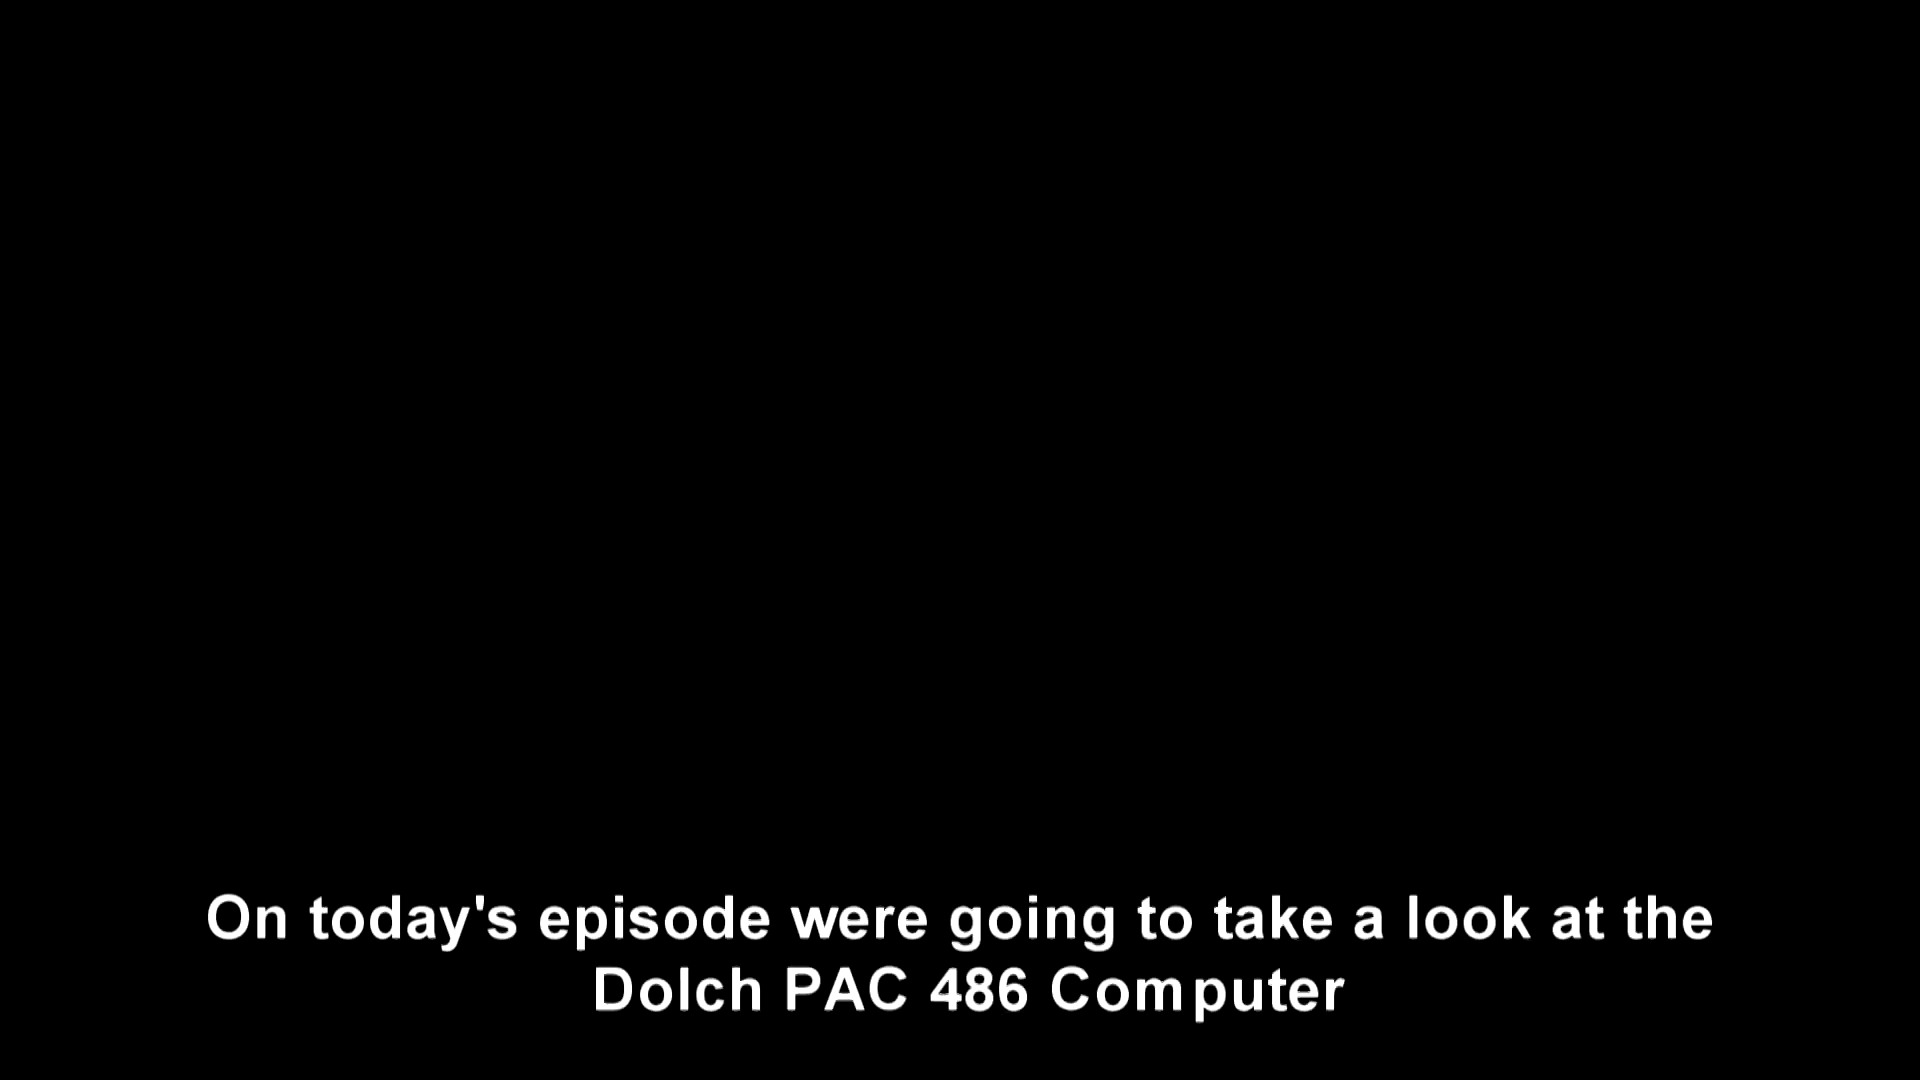 On today's episode were going to take a look at the
Dolch PAC 486 Computer